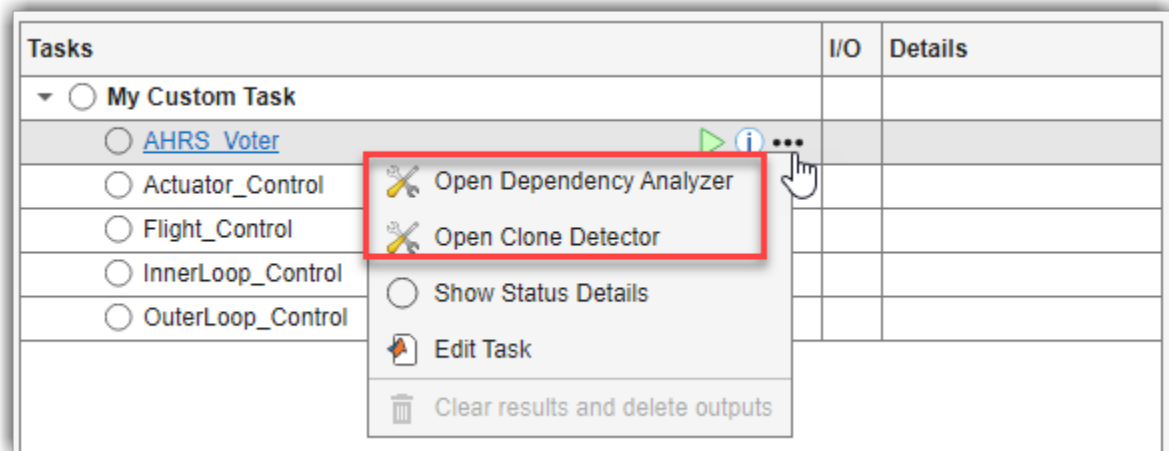 Tasks I/O Details
My Custom Task
AHRS_Voter
Actuator_Control
Flight_Control
InnerLoop_Control
OuterLoop_Control
Open Dependency Analyzer
Open Clone Detector
Show Status Details
Edit Task
Clear results and delete outputs